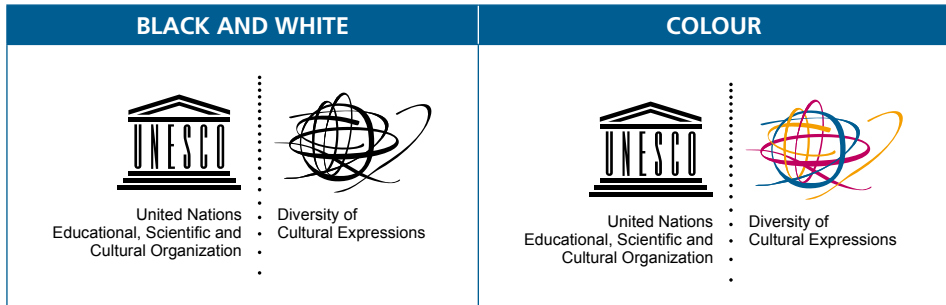 BLACK AND WHITE
COLOUR
UNESCO
United Nations
Educational, Scientific and
Cultural Organization
Diversity of
Cultural Expressions
UNESCO
United Nations
Educational, Scientific and
Cultural Organization
Diversity of
Cultural Expressions